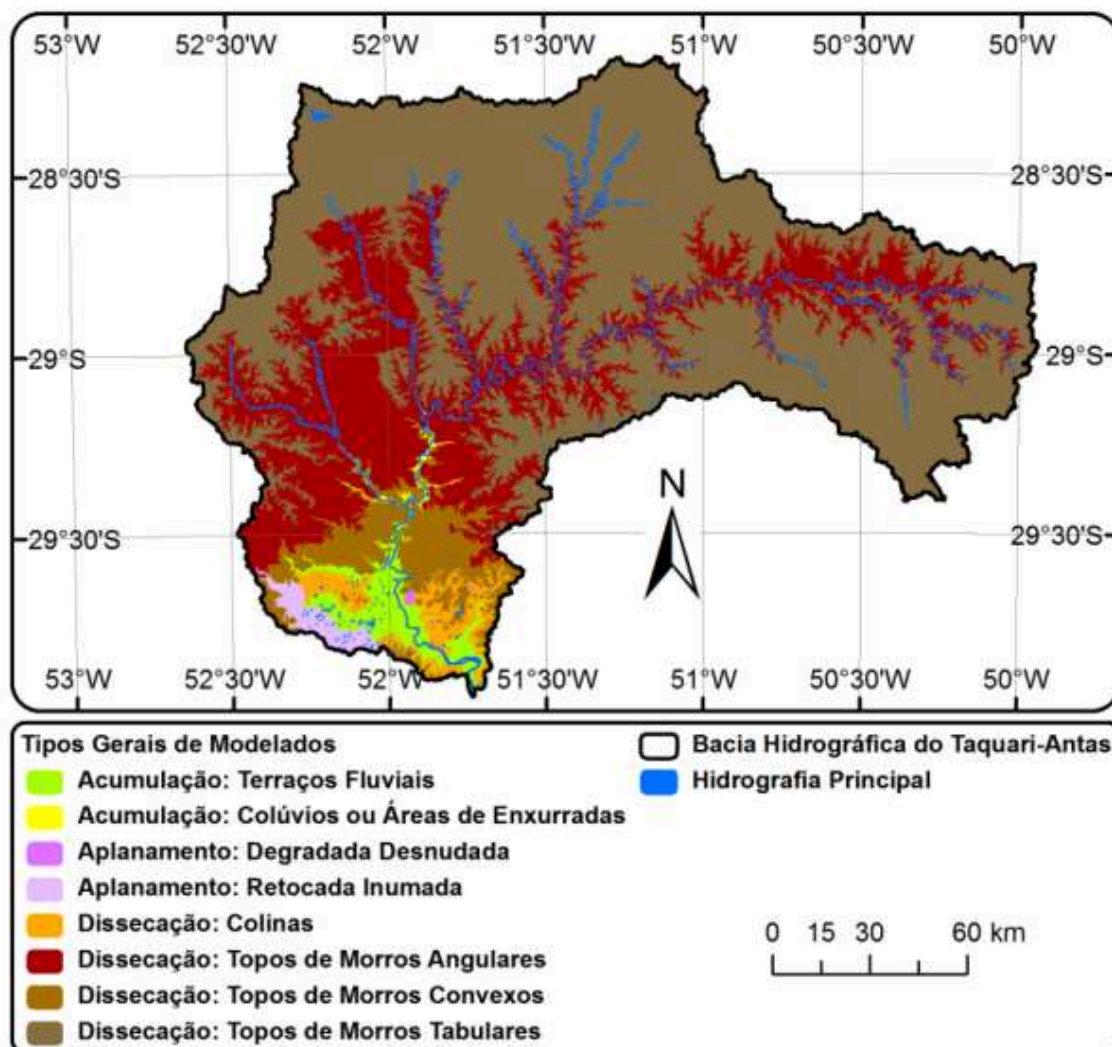 53°W 52°30'W 52°W 51°30'W 51°W 50°30'W 50°W
28°30'S 28°30'S
29°S 29°S
N
29°30'S 29°30'S
53°W 52°30'W 52°W 51°30'W 51°W 50°30'W 50°W
Tipos Gerais de Modelados
Acumulação: Terraços Fluviais
Acumulação: Colúvios ou Áreas de Enxurradas
Aplanamento: Degradada Desnudada
Aplanamento: Retocada Inumada
Dissecação: Colinas
Dissecação: Topos de Morros Angulares
Dissecação: Topos de Morros Convexos
Dissecação: Topos de Morros Tabulares
Bacia Hidrográfica do Taquari-Antas
Hidrografia Principal
0 15 30 60 km